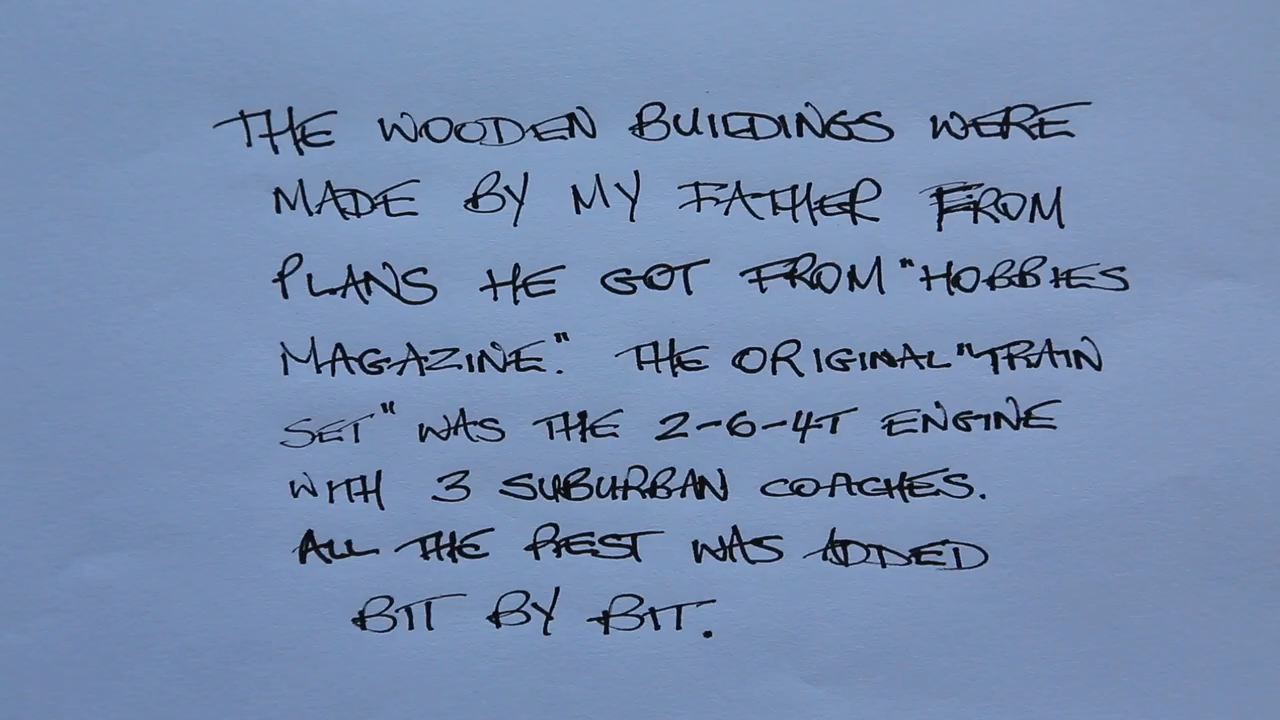 THE WOODEN BUILDINGS WERE
MADE BY MY FATHER FROM
PLANS HE GOT FROM "HOBBIES
MAGAZINE". THE ORIGINAL "TRAIN
SET" WAS THE 2-6-4T ENGINE
WITH 3 SUBURBAN COACHES.
ALL THE REST WAS ADDED
BIT BY BIT.